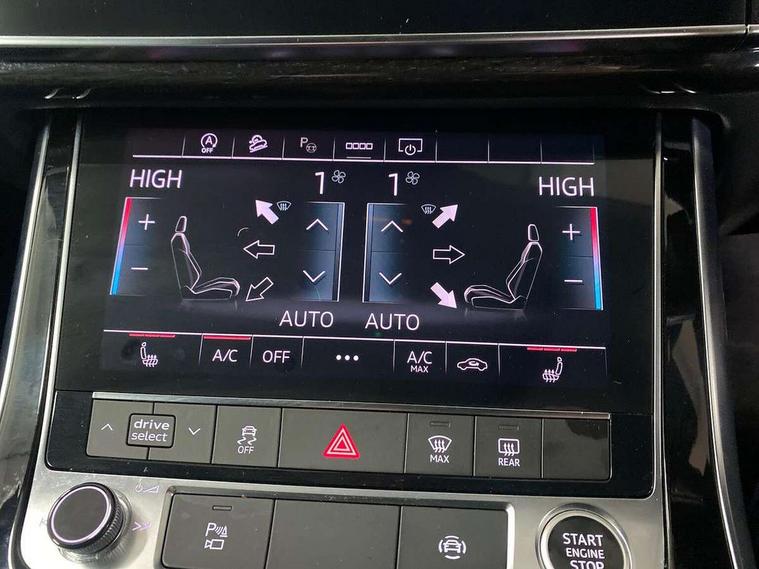 A
OFF
P
HIGH 1 1 HIGH
+ +
− −
AUTO AUTO
A/C OFF ••• A/C
MAX
drive
select
OFF
MAX
REAR
P
START
ENGINE
STOP